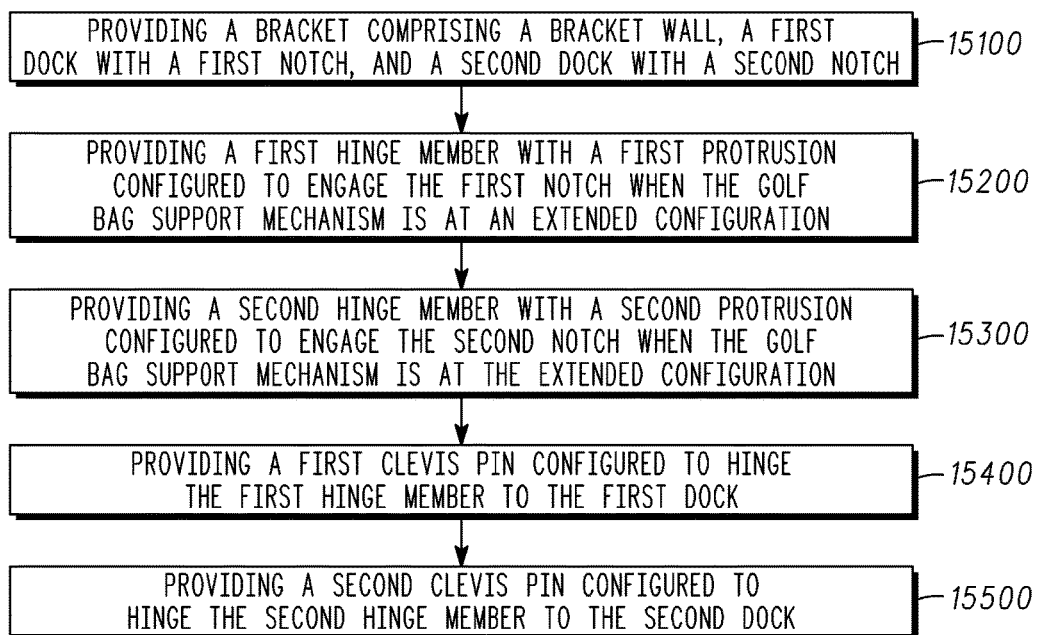 PROVIDING A BRACKET COMPRISING A BRACKET WALL, A FIRST
DOCK WITH A FIRST NOTCH, AND A SECOND DOCK WITH A SECOND NOTCH
15100
PROVIDING A FIRST HINGE MEMBER WITH A FIRST PROTRUSION
CONFIGURED TO ENGAGE THE FIRST NOTCH WHEN THE GOLF
BAG SUPPORT MECHANISM IS AT AN EXTENDED CONFIGURATION
15200
PROVIDING A SECOND HINGE MEMBER WITH A SECOND PROTRUSION
CONFIGURED TO ENGAGE THE SECOND NOTCH WHEN THE GOLF
BAG SUPPORT MECHANISM IS AT THE EXTENDED CONFIGURATION
15300
PROVIDING A FIRST CLEVIS PIN CONFIGURED TO HINGE
THE FIRST HINGE MEMBER TO THE FIRST DOCK
15400
PROVIDING A SECOND CLEVIS PIN CONFIGURED TO
HINGE THE SECOND HINGE MEMBER TO THE SECOND DOCK
15500